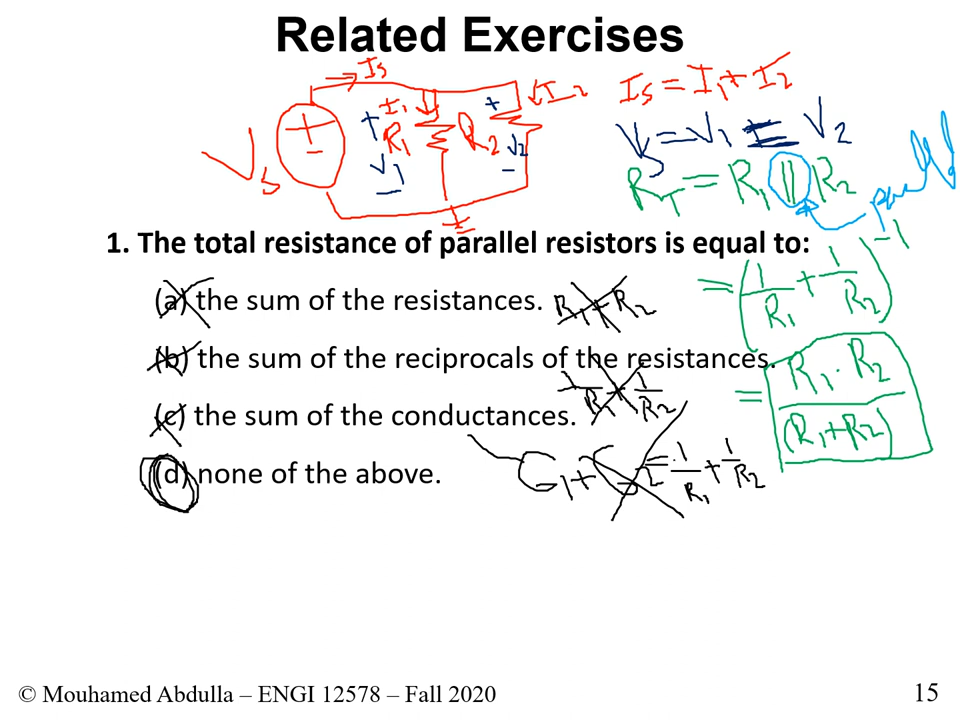 Related Exercises
Is
Is = I1 + I2
+ I1 R1 V1 -
+ R2 V2 - I2
Vs + -
Vs = V1 = V2
RT = R1 || R2
parallel
1. The total resistance of parallel resistors is equal to:
= (1/R1 + 1/R2)^-1
(a) the sum of the resistances. R1 + R2
(b) the sum of the reciprocals of the resistances.
1/R1 + 1/R2
= R1 · R2 / (R1 + R2)
(c) the sum of the conductances.
(d) none of the above.
G1 + G2 = 1/R1 + 1/R2
© Mouhamed Abdulla – ENGI 12578 – Fall 2020
15